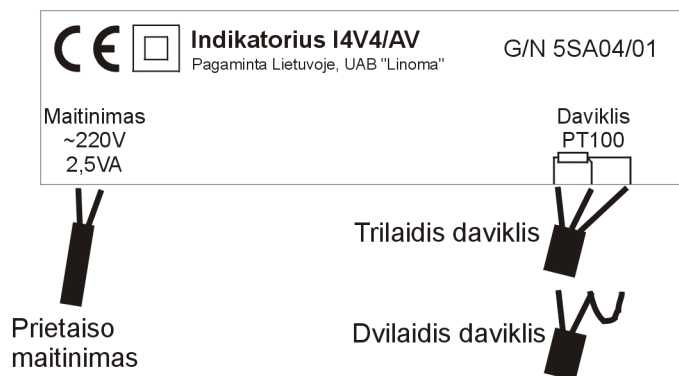 CE
Indikatorius I4V4/AV
Pagaminta Lietuvoje, UAB "Linoma"
G/N 5SA04/01
Maitinimas
~220V
2,5VA
Daviklis
PT100
Trilaidis daviklis
Prietaiso
maitinimas
Dvilaidis daviklis